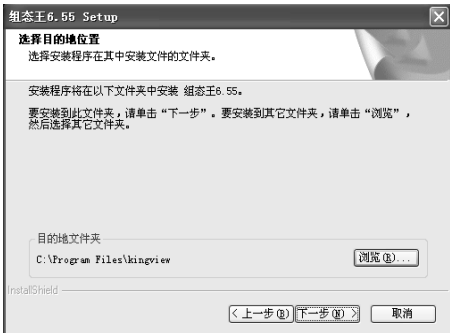 组态王6.55 Setup
选择目的地位置
选择安装程序在其中安装文件的文件夹。
安装程序将在以下文件夹中安装 组态王6.55。
要安装到此文件夹，请单击“下一步”。要安装到其它文件夹，请单击“浏览”，
然后选择其它文件夹。
目的地文件夹
C:\Program Files\kingview
浏览(R)...
InstallShield
< 上一步(B)
下一步(N) >
取消